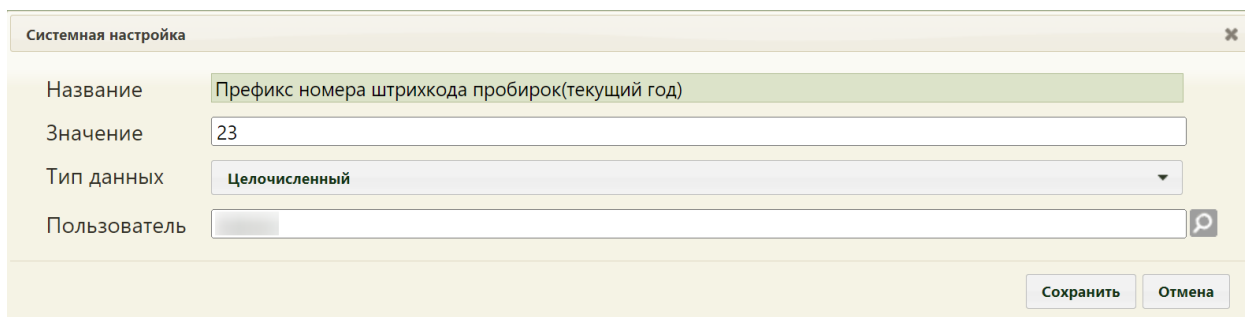 Системная настройка
Название
Префикс номера штрихкода пробирок(текущий год)
Значение
23
Тип данных
Целочисленный
Пользователь
Сохранить
Отмена